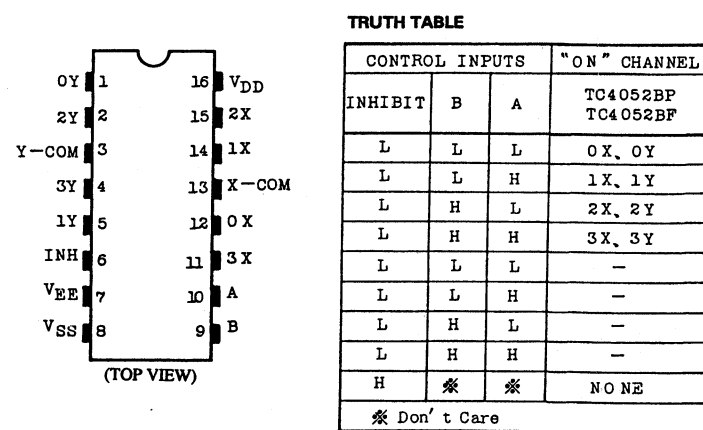 TRUTH TABLE
0Y 1 16 VDD
2Y 2 15 2X
Y-COM 3 14 1X
3Y 4 13 X-COM
1Y 5 12 0X
INH 6 11 3X
VEE 7 10 A
VSS 8 9 B
(TOP VIEW)
CONTROL INPUTS "ON" CHANNEL
INHIBIT B A TC4052BP
TC4052BF
L L L 0X、0Y
L L H 1X、1Y
L H L 2X、2Y
L H H 3X、3Y
L L L —
L L H —
L H L —
L H H —
H ※ ※ NONE
※ Don't Care